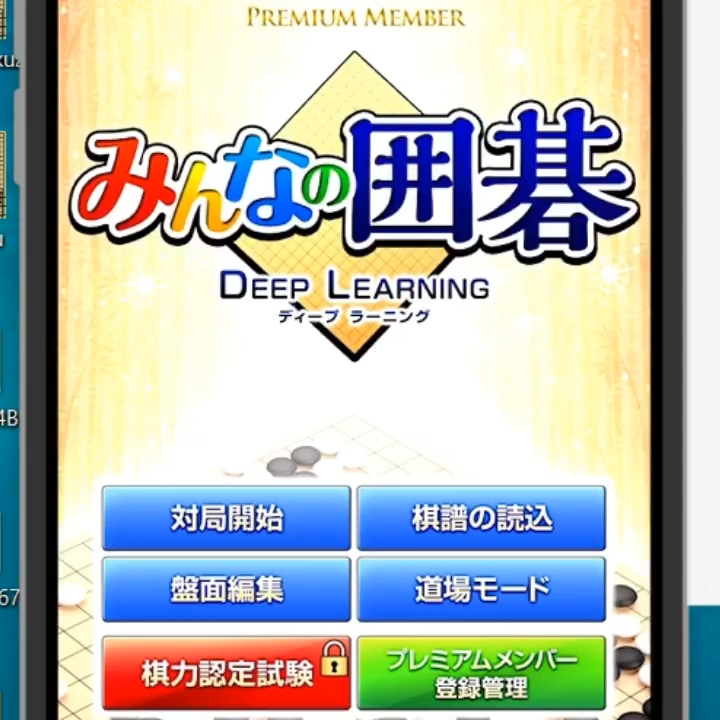 PREMIUM MEMBER
みんなの囲碁
DEEP LEARNING
ディープ ラーニング
対局開始
棋譜の読込
盤面編集
道場モード
棋力認定試験
プレミアムメンバー
登録管理
4B
67